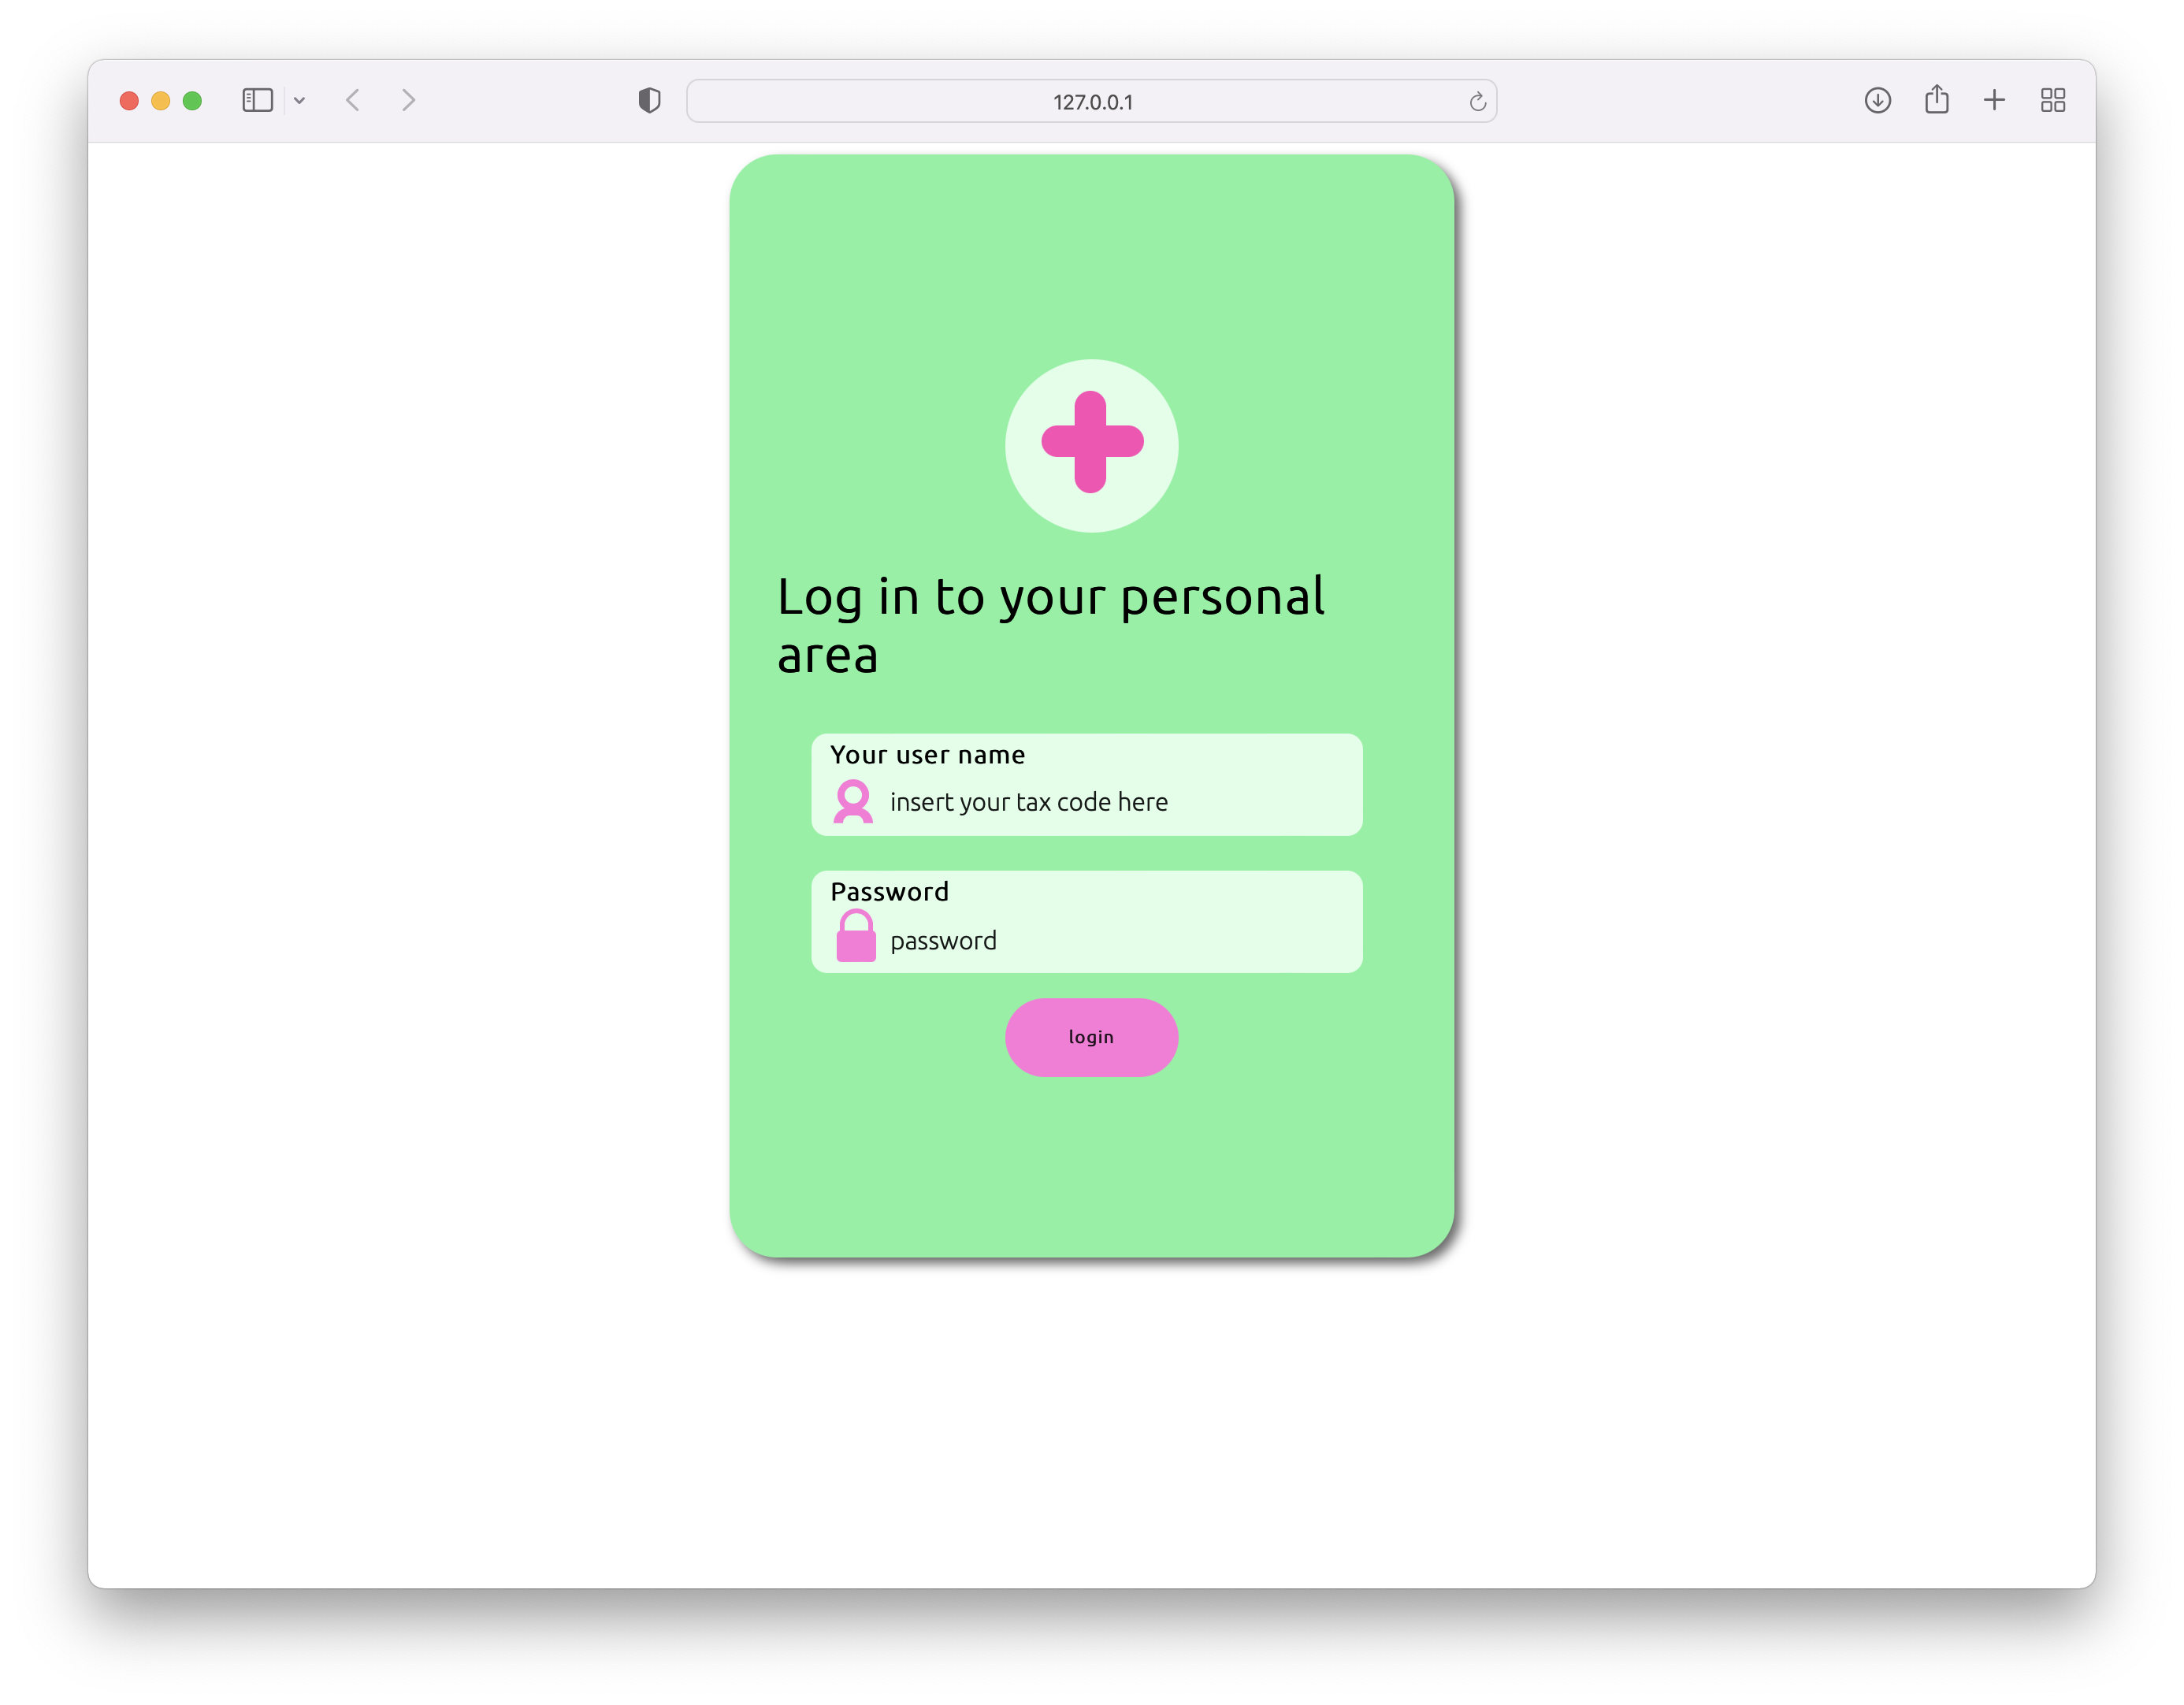 127.0.0.1
Log in to your personal
area
Your user name
insert your tax code here
Password
password
login